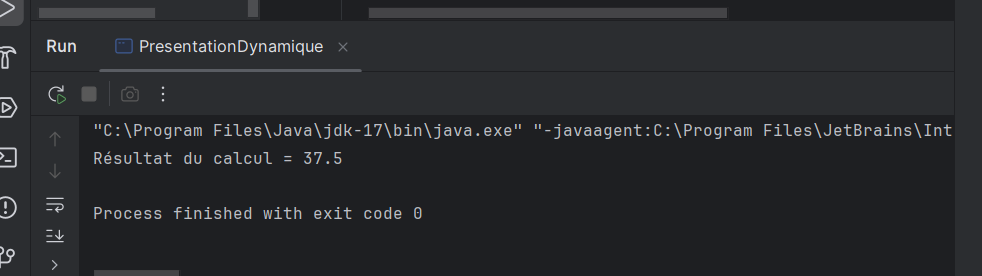 Run PresentationDynamique
"C:\Program Files\Java\jdk-17\bin\java.exe" "-javaagent:C:\Program Files\JetBrains\Int
Résultat du calcul = 37.5
Process finished with exit code 0